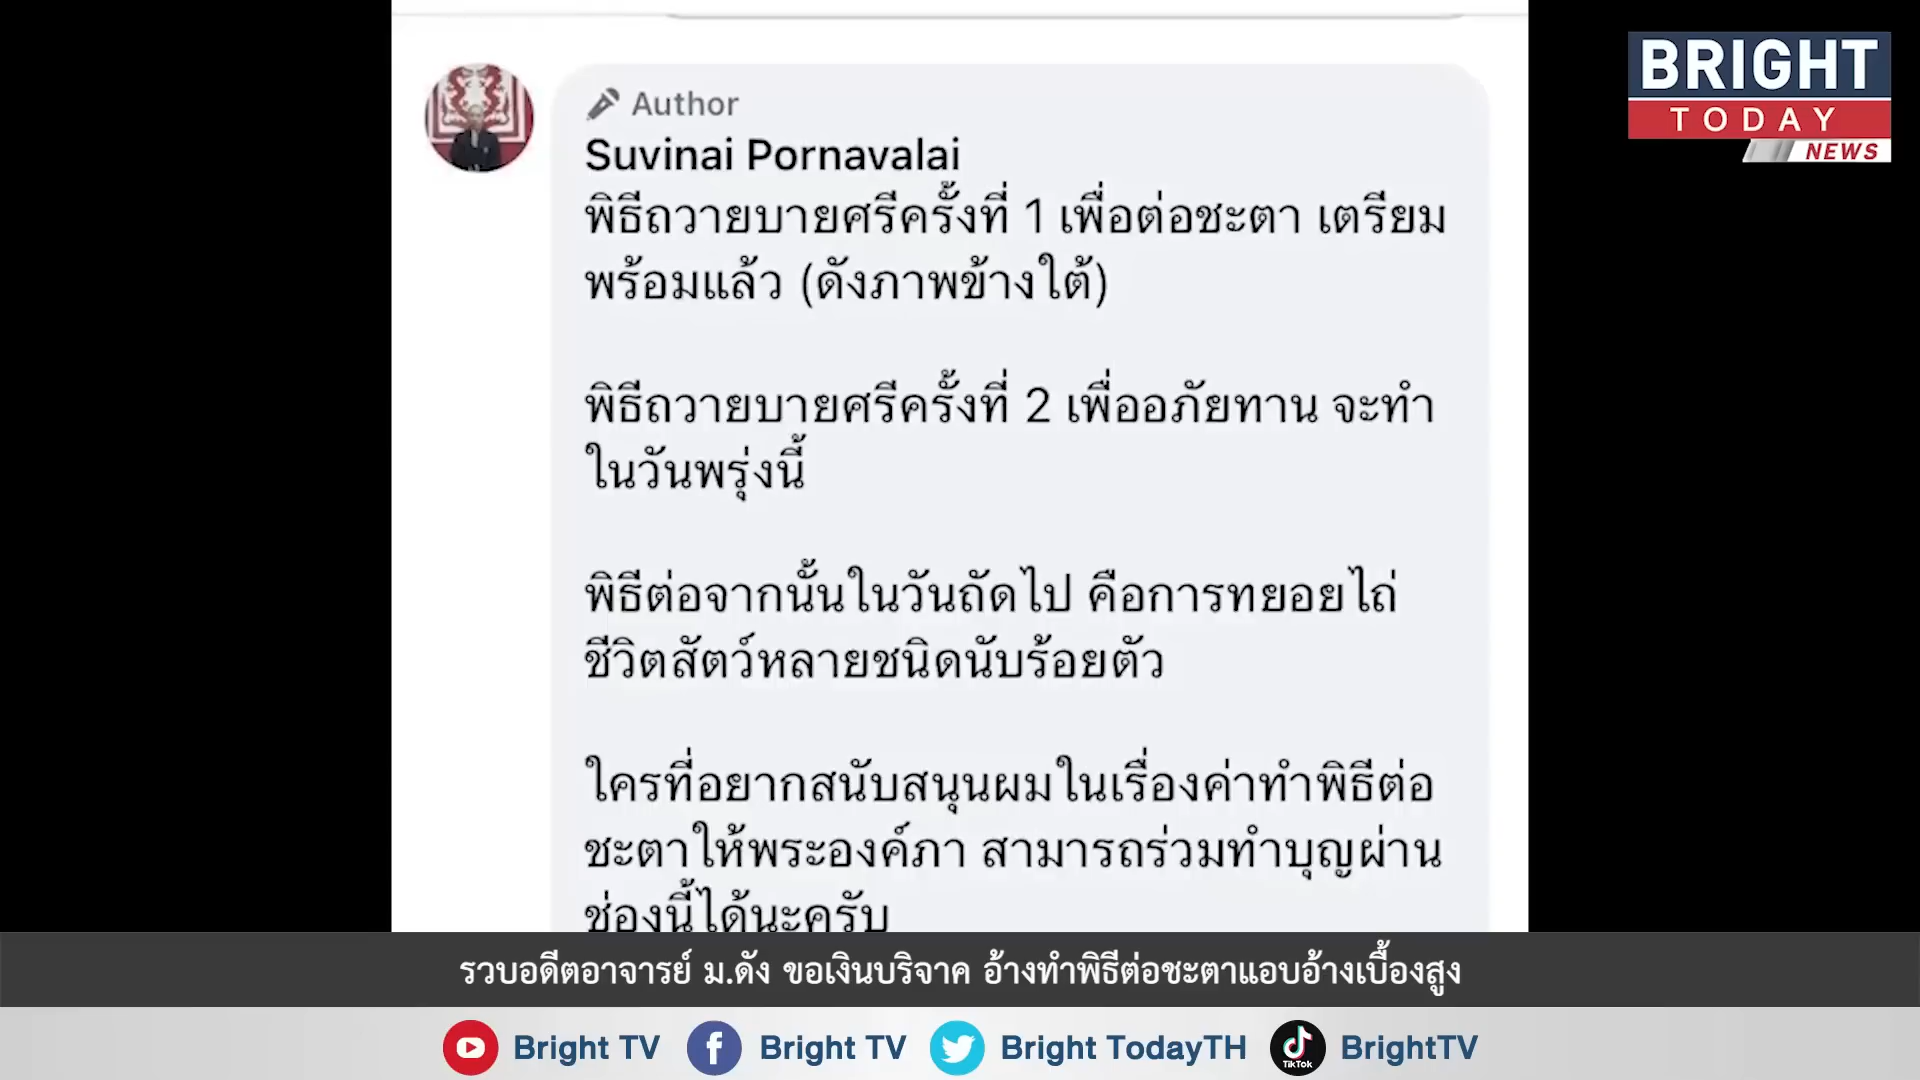 BRIGHT
TODAY
NEWS
Author
Suvinai Pornavalai
พิธีถวายบายศรีครั้งที่ 1 เพื่อต่อชะตา เตรียม
พร้อมแล้ว (ดังภาพข้างใต้)
พิธีถวายบายศรีครั้งที่ 2 เพื่ออภัยทาน จะทำ
ในวันพรุ่งนี้
พิธีต่อจากนั้นในวันถัดไป คือการทยอยไถ่
ชีวิตสัตว์หลายชนิดนับร้อยตัว
ใครที่อยากสนับสนุนผมในเรื่องค่าทำพิธีต่อ
ชะตาให้พระองค์ภา สามารถร่วมทำบุญผ่าน
ช่องนี้ได้นะครับ
รวบอดีตอาจารย์ ม.ดัง ขอเงินบริจาค อ้างทำพิธีต่อชะตาแอบอ้างเบื้องสูง
Bright TV
Bright TV
Bright TodayTH
TikTok
BrightTV